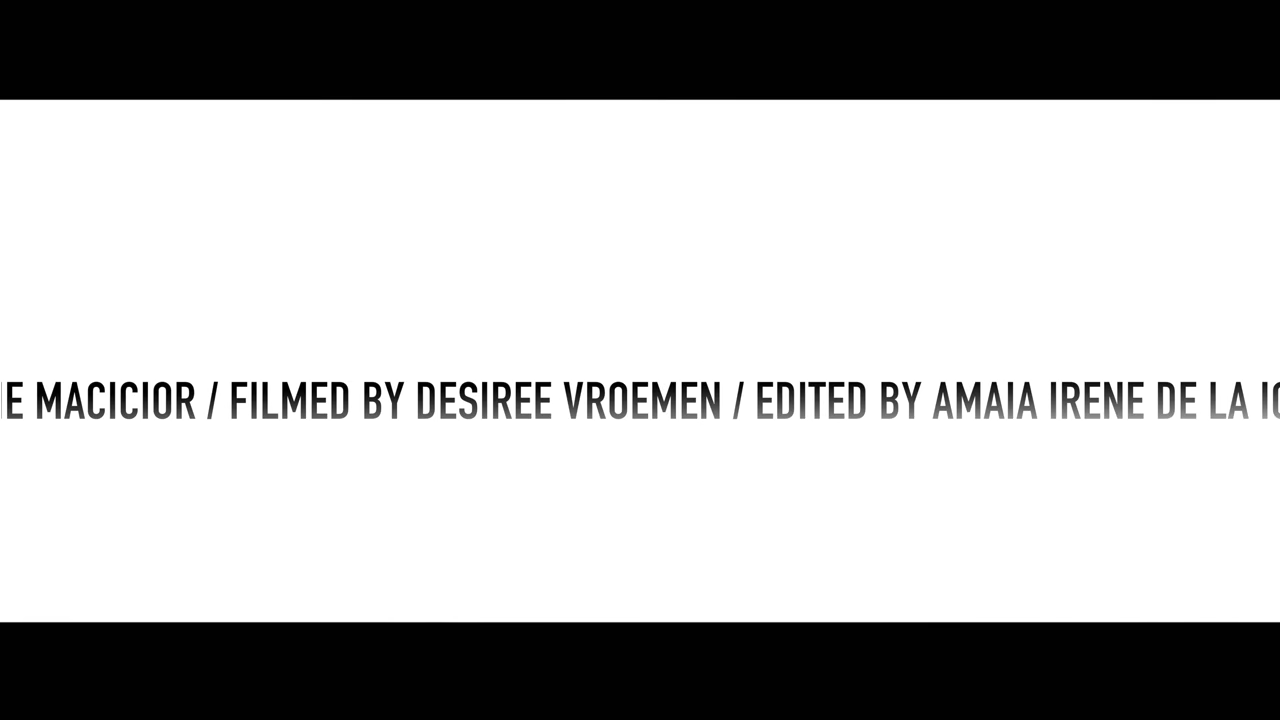 MACICIOR / FILMED BY DESIREE VROEMEN / EDITED BY AMAIA IRENE DE LA